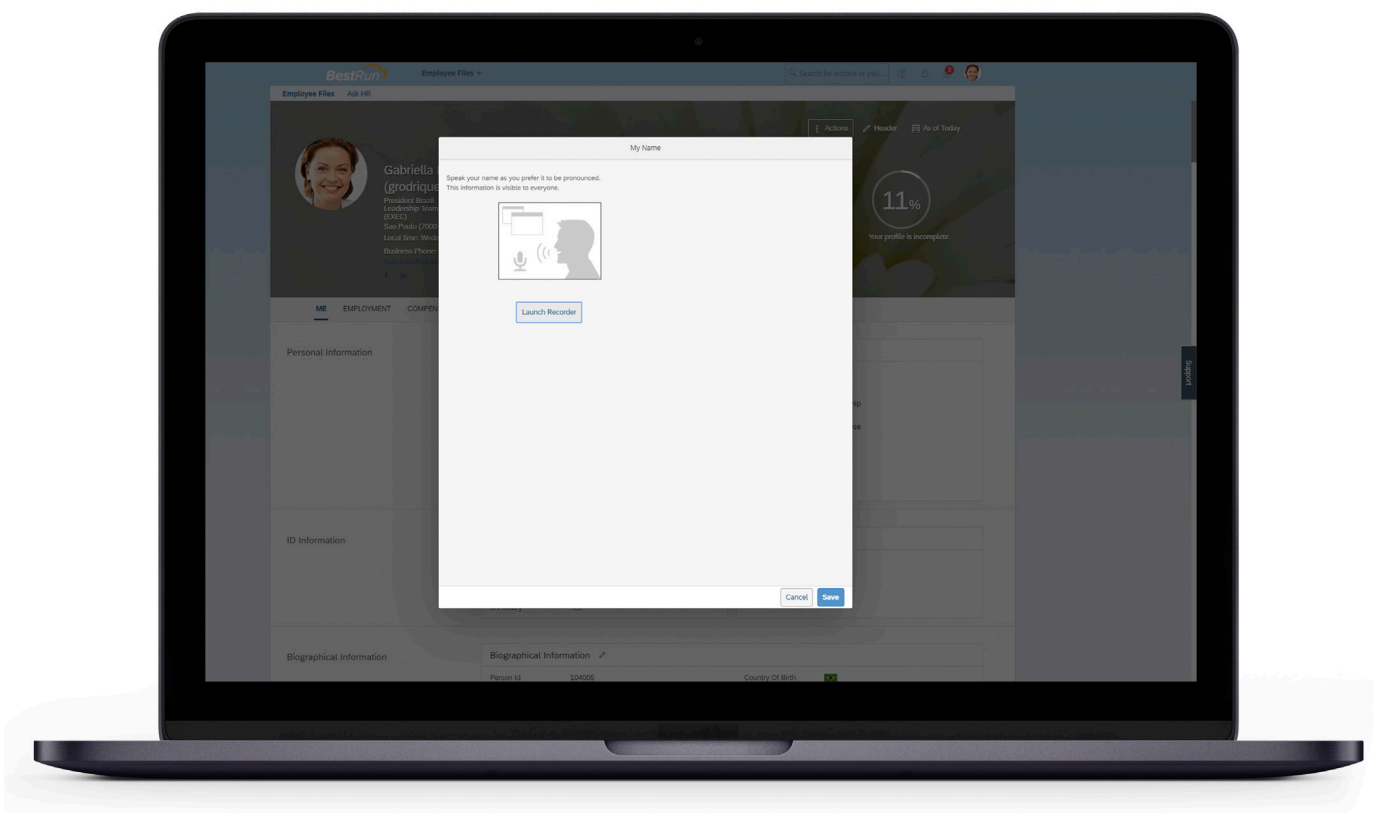 BestRun
Employee Files
Search for actions or peo...
2
Employee Files Ask HR
Actions Header As of Today
Gabriella
(grodrique
President Brazil
Leadership Team
(EXEC)
Sao Paulo (7000
Local time: Wedn
Business Phone:
11%
Your profile is incomplete.
ME EMPLOYMENT COMPEN
My Name
Speak your name as you prefer it to be pronounced.
This information is visible to everyone.
Launch Recorder
Cancel Save
Personal Information
ID Information
Biographical Information
Biographical Information
Person Id 104005 Country Of Birth
Support